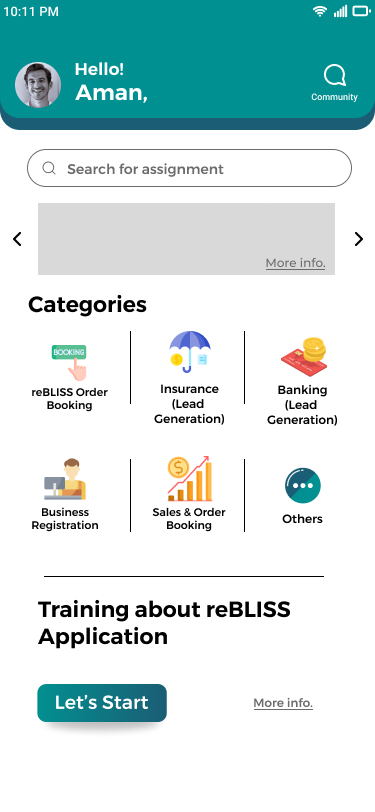 10:11 PM
Hello!
Aman,
Community
Search for assignment
More info.
Categories
BOOKING
reBLISS Order
Booking
Insurance
(Lead
Generation)
Banking
(Lead
Generation)
Business
Registration
Sales & Order
Booking
Others
Training about reBLISS
Application
Let's Start
More info.